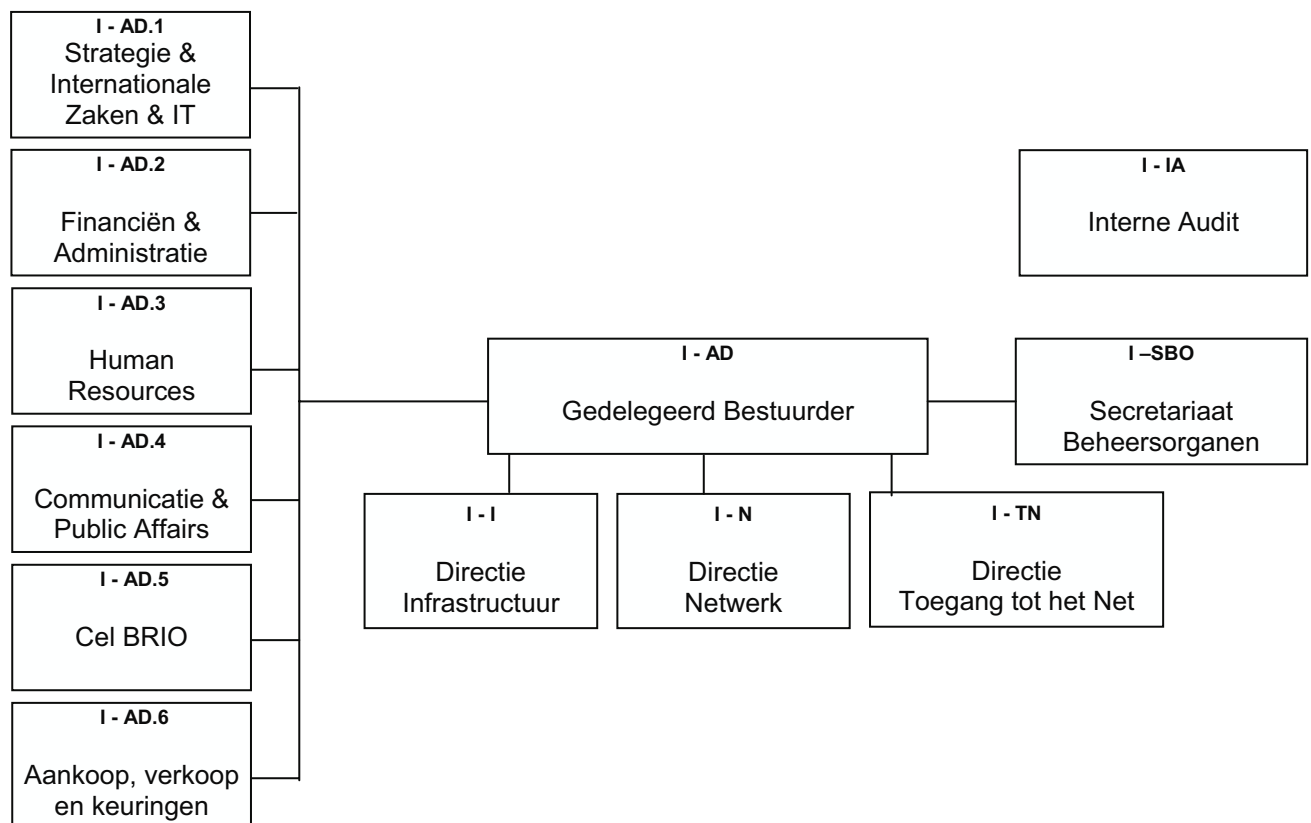 I - AD.1
Strategie &
Internationale
Zaken & IT
I - AD.2
Financiën &
Administratie
I - AD.3
Human
Resources
I - AD.4
Communicatie &
Public Affairs
I - AD.5
Cel BRIO
I - AD.6
Aankoop, verkoop
en keuringen
I - IA
Interne Audit
I - AD
Gedelegeerd Bestuurder
I –SBO
Secretariaat
Beheersorganen
I - I
Directie
Infrastructuur
I - N
Directie
Netwerk
I - TN
Directie
Toegang tot het Net